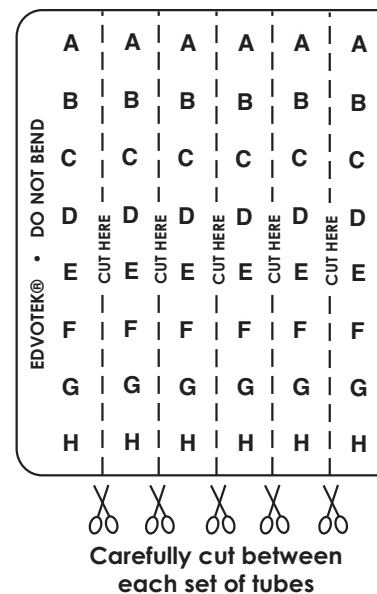 EDVOTEK® • DO NOT BEND
A A A A A A
B B B B B B
C C C C C C
D D D D D D
CUT HERE CUT HERE CUT HERE CUT HERE CUT HERE
E E E E E E
F F F F F F
G G G G G G
H H H H H H
Carefully cut between
each set of tubes